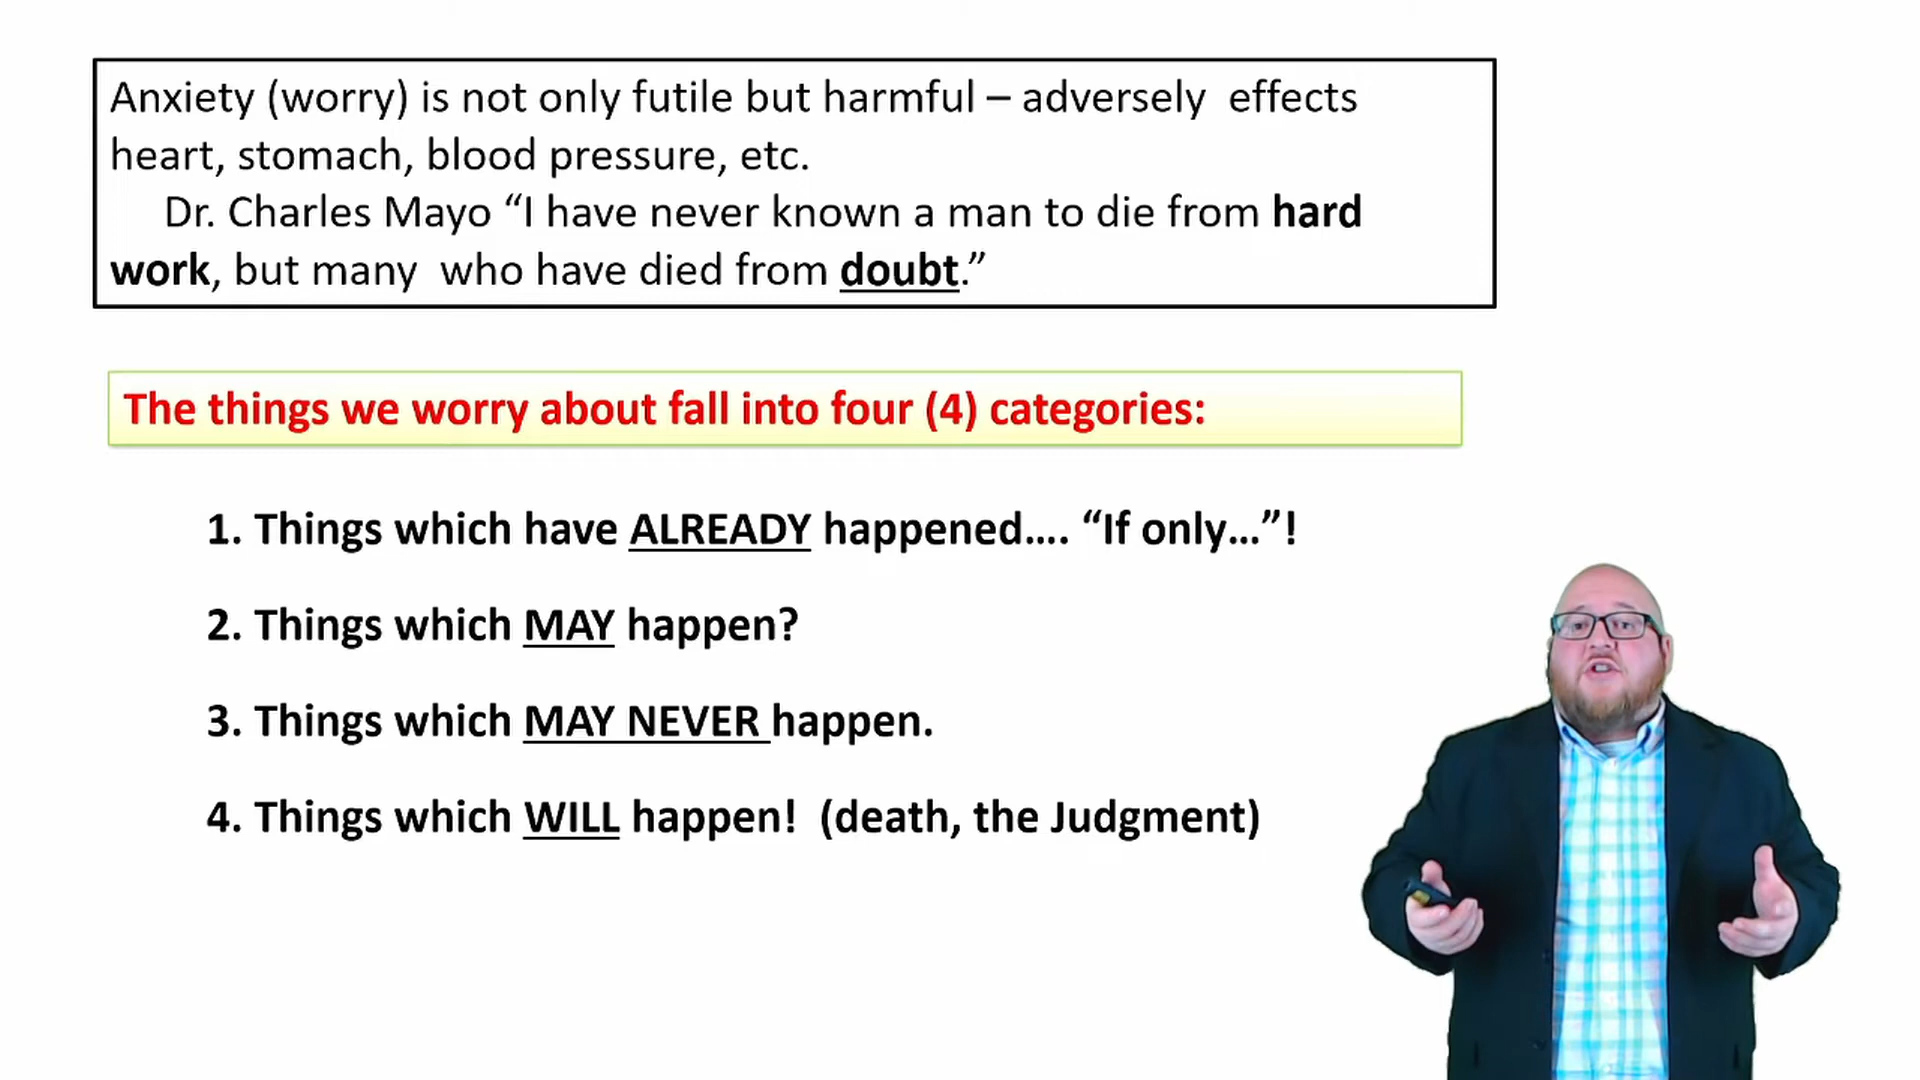 Anxiety (worry) is not only futile but harmful – adversely  effects
heart, stomach, blood pressure, etc.
Dr. Charles Mayo “I have never known a man to die from hard
work, but many  who have died from doubt.”
The things we worry about fall into four (4) categories:
1. Things which have ALREADY happened…. “If only…”!
2. Things which MAY happen?
3. Things which MAY NEVER happen.
4. Things which WILL happen!  (death, the Judgment)